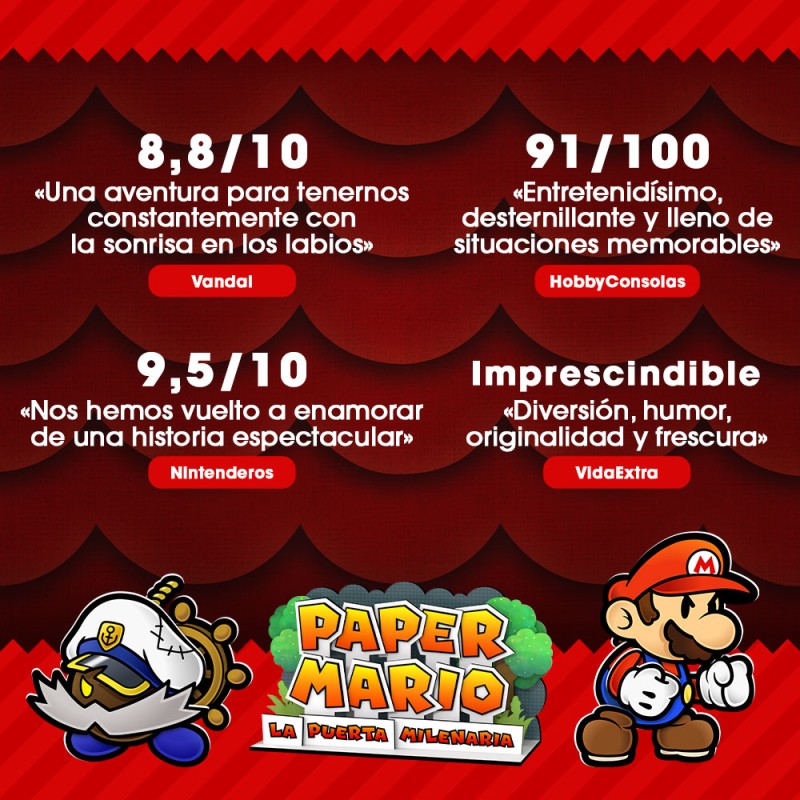 8,8/10
«Una aventura para tenernos
constantemente con
la sonrisa en los labios»
Vandal
91/100
«Entretenidísimo,
desternillante y lleno de
situaciones memorables»
HobbyConsolas
9,5/10
«Nos hemos vuelto a enamorar
de una historia espectacular»
Nintenderos
Imprescindible
«Diversión, humor,
originalidad y frescura»
VidaExtra
PAPER
MARIO
LA PUERTA MILENARIA
M